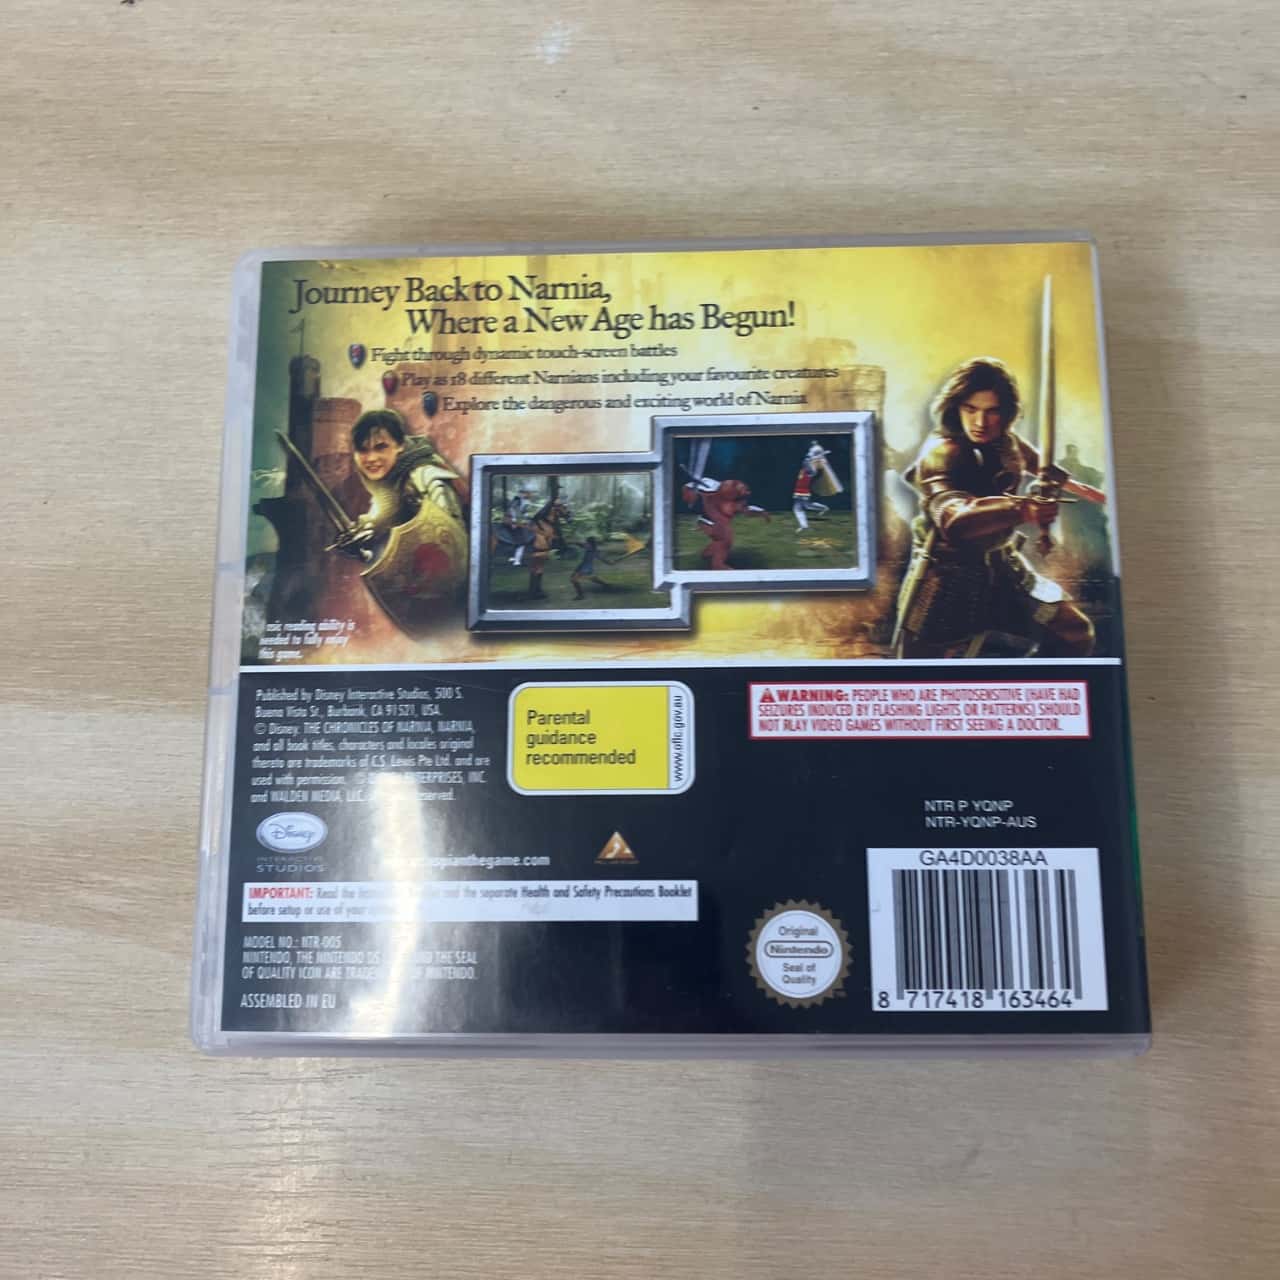 Journey Back to Narnia,
Where a New Age has Begun!
Fight through dynamic touch-screen battles
Play as 18 different Narnians including your favourite creatures
Explore the dangerous and exciting world of Narnia
reading ability is
needed to fully enjoy
this game.
Published by Disney Interactive Studios, 500 S.
Buena Vista St., Burbank, CA 91521, USA.
© Disney. THE CHRONICLES OF NARNIA, NARNIA,
and all book titles, characters and locales original
thereto are trademarks of C.S. Lewis Pte Ltd. and are
used with permission. ENTERPRISES, INC.
and WALDEN MEDIA, LLC.
Parental
guidance
recommended
www.oflc.gov.au
WARNING: PEOPLE WHO ARE PHOTOSENSITIVE (HAVE HAD
SEIZURES INDUCED BY FLASHING LIGHTS OR PATTERNS) SHOULD
NOT PLAY VIDEO GAMES WITHOUT FIRST SEEING A DOCTOR.
NTR P YQNP
NTR-YQNP-AUS
Disney
INTERACTIVE
STUDIOS
pianthegame.com
IMPORTANT: Read the and the separate Health and Safety Precautions Booklet
before setup or use of your
MODEL NO.: NTR-005
NINTENDO, THE NINTENDO DS THE SEAL
OF QUALITY ICON ARE OF NINTENDO.
ASSEMBLED IN EU
Original
Nintendo
Seal of
Quality
TM
GA4D0038AA
8 717418 163464